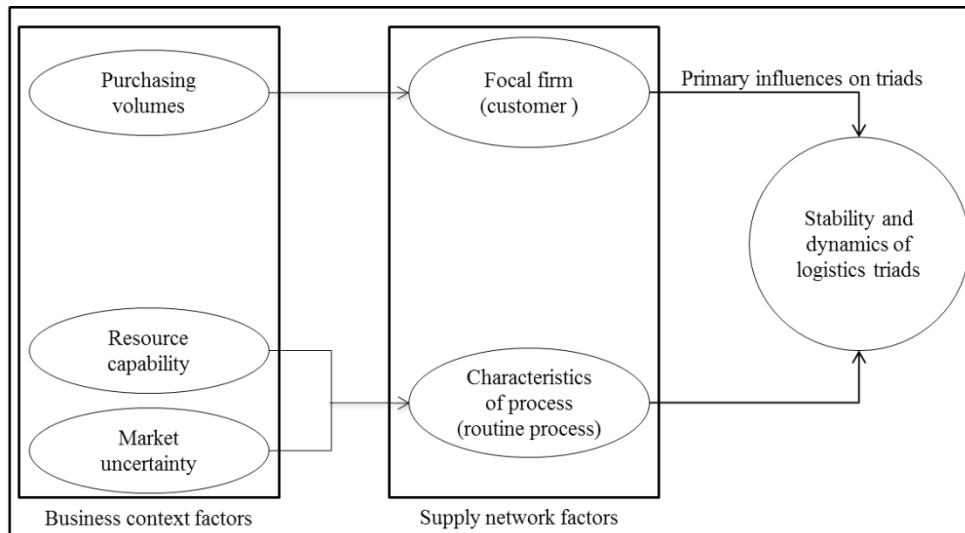 Purchasing
volumes
Focal firm
(customer )
Primary influences on triads
Stability and
dynamics of
logistics triads
Resource
capability
Characteristics
of process
(routine process)
Market
uncertainty
Business context factors
Supply network factors